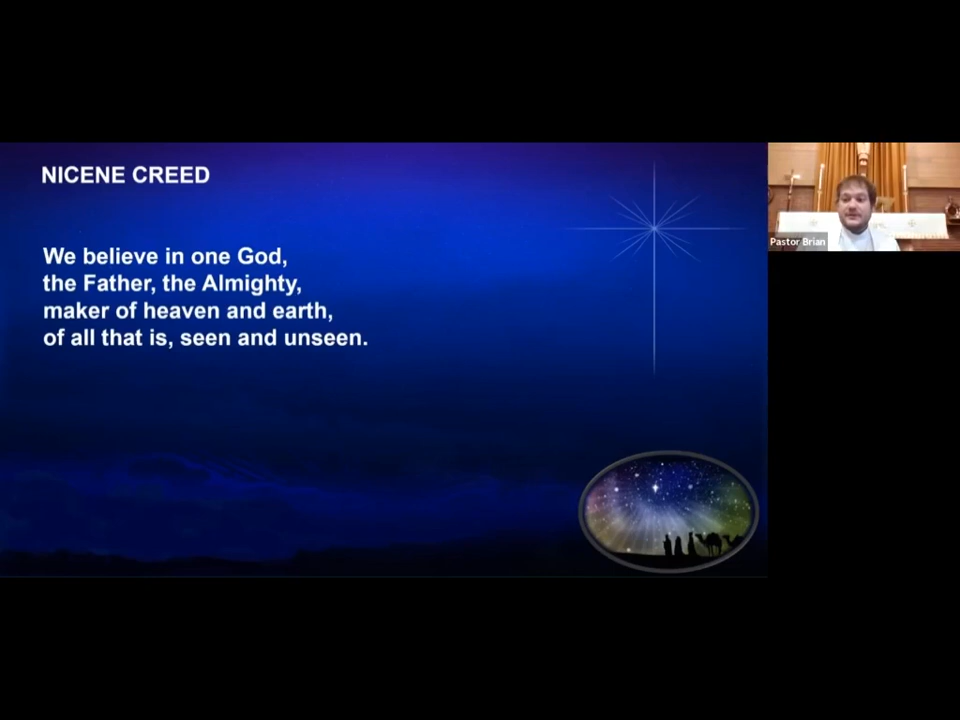 NICENE CREED
We believe in one God,
the Father, the Almighty,
maker of heaven and earth,
of all that is, seen and unseen.
Pastor Brian